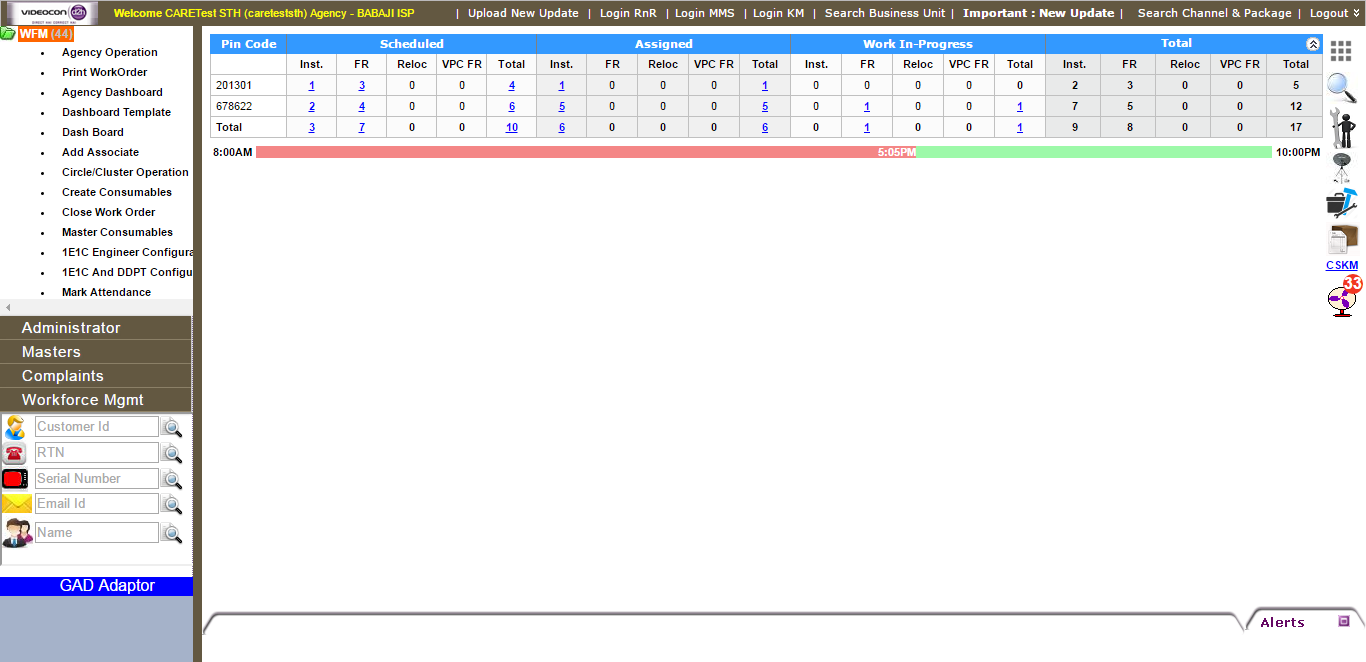 VIDEOCON d2h
DIRECT HAI CORRECT HAI
Welcome CARETest STH (careteststh) Agency - BABAJI ISP
| Upload New Update | Login RnR | Login MMS | Login KM | Search Business Unit | Important : New Update | Search Channel & Package | Logout
WFM (44)
Agency Operation
Print WorkOrder
Agency Dashboard
Dashboard Template
Dash Board
Add Associate
Circle/Cluster Operation
Create Consumables
Close Work Order
Master Consumables
1E1C Engineer Configura
1E1C And DDPT Configu
Mark Attendance
Administrator
Masters
Complaints
Workforce Mgmt
Customer Id
RTN
Serial Number
Email Id
Name
GAD Adaptor
Pin Code Scheduled Assigned Work In-Progress Total
Inst. FR Reloc VPC FR Total Inst. FR Reloc VPC FR Total Inst. FR Reloc VPC FR Total Inst. FR Reloc VPC FR Total
201301 1 3 0 0 4 1 0 0 0 1 0 0 0 0 0 2 3 0 0 5
678622 2 4 0 0 6 5 0 0 0 5 0 1 0 0 1 7 5 0 0 12
Total 3 7 0 0 10 6 0 0 0 6 0 1 0 0 1 9 8 0 0 17
8:00AM 5:05PM 10:00PM
CSKM
33
Alerts